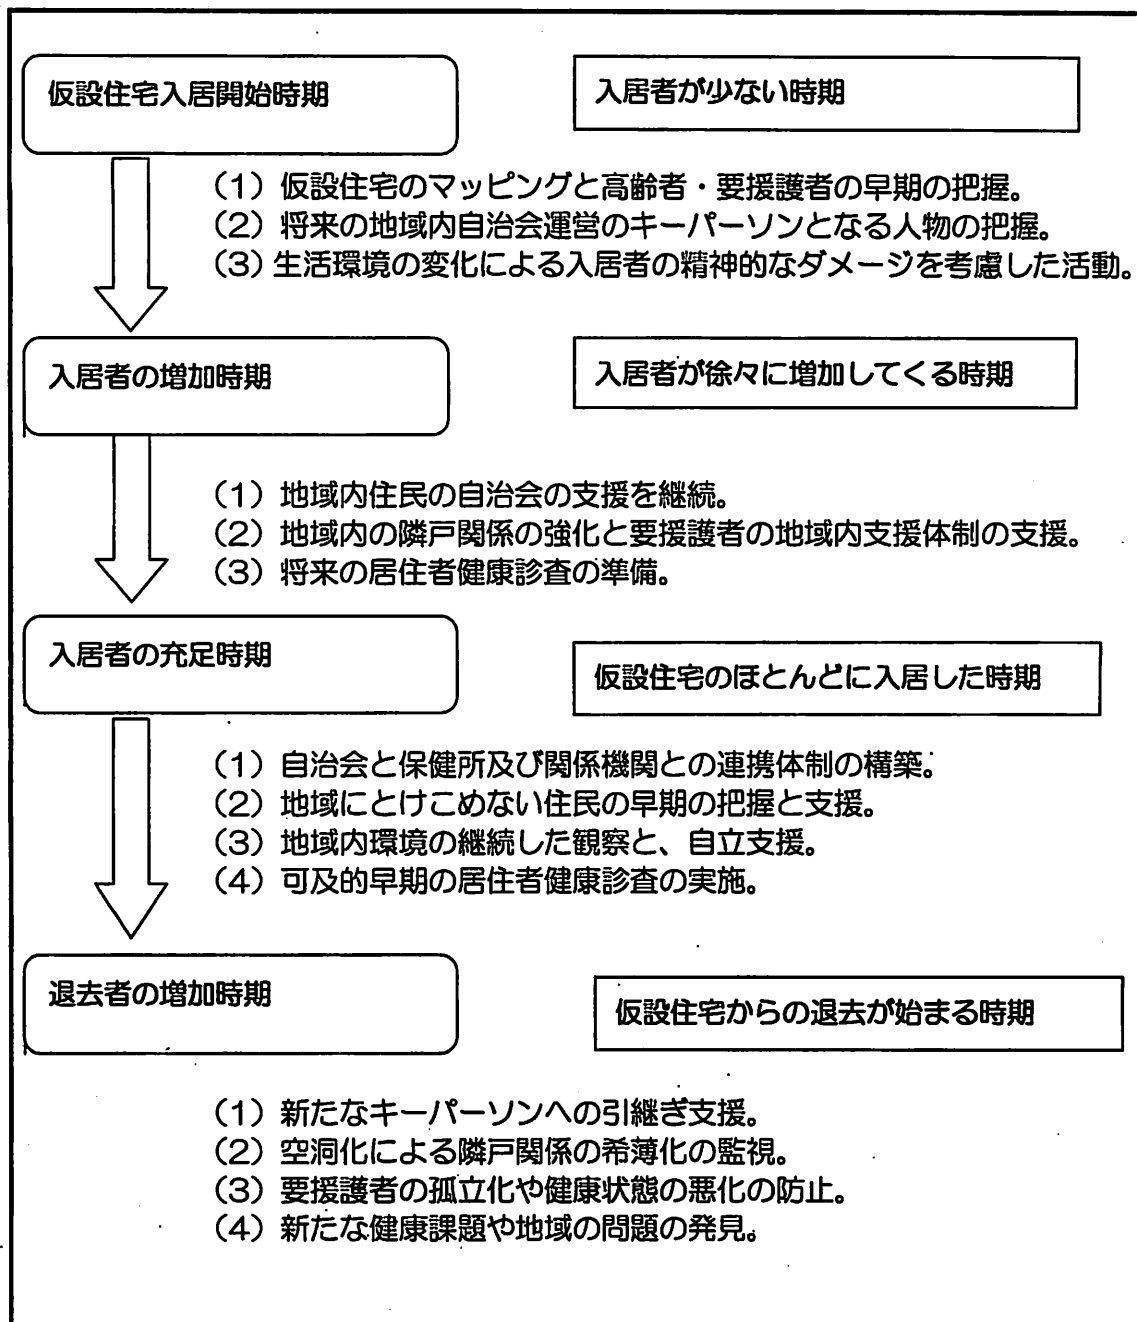 仮設住宅入居開始時期
入居者が少ない時期
（1）仮設住宅のマッピングと高齢者・要援護者の早期の把握。
（2）将来の地域内自治会運営のキーパーソンとなる人物の把握。
（3）生活環境の変化による入居者の精神的なダメージを考慮した活動。
入居者の増加時期
入居者が徐々に増加してくる時期
（1）地域内住民の自治会の支援を継続。
（2）地域内の隣戸関係の強化と要援護者の地域内支援体制の支援。
（3）将来の居住者健康診査の準備。
入居者の充足時期
仮設住宅のほとんどに入居した時期
（1）自治会と保健所及び関係機関との連携体制の構築。
（2）地域にとけこめない住民の早期の把握と支援。
（3）地域内環境の継続した観察と、自立支援。
（4）可及的早期の居住者健康診査の実施。
退去者の増加時期
仮設住宅からの退去が始まる時期
（1）新たなキーパーソンへの引継ぎ支援。
（2）空洞化による隣戸関係の希薄化の監視。
（3）要援護者の孤立化や健康状態の悪化の防止。
（4）新たな健康課題や地域の問題の発見。